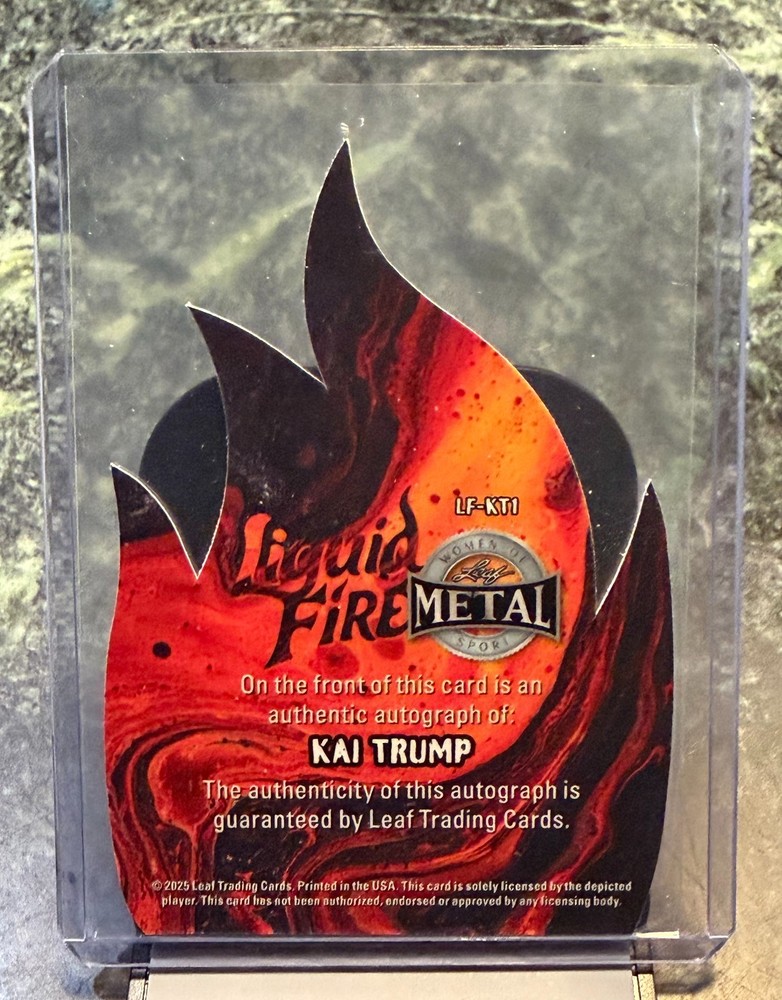 LF-KT1
Liquid
FIRE
WOMEN OF
Leaf
METAL
SPORT
On the front of this card is an
authentic autograph of:
KAI TRUMP
The authenticity of this autograph is
guaranteed by Leaf Trading Cards.
© 2025 Leaf Trading Cards. Printed in the USA. This card is solely licensed by the depicted
player. This card has not been authorized, endorsed or approved by any licensing body.